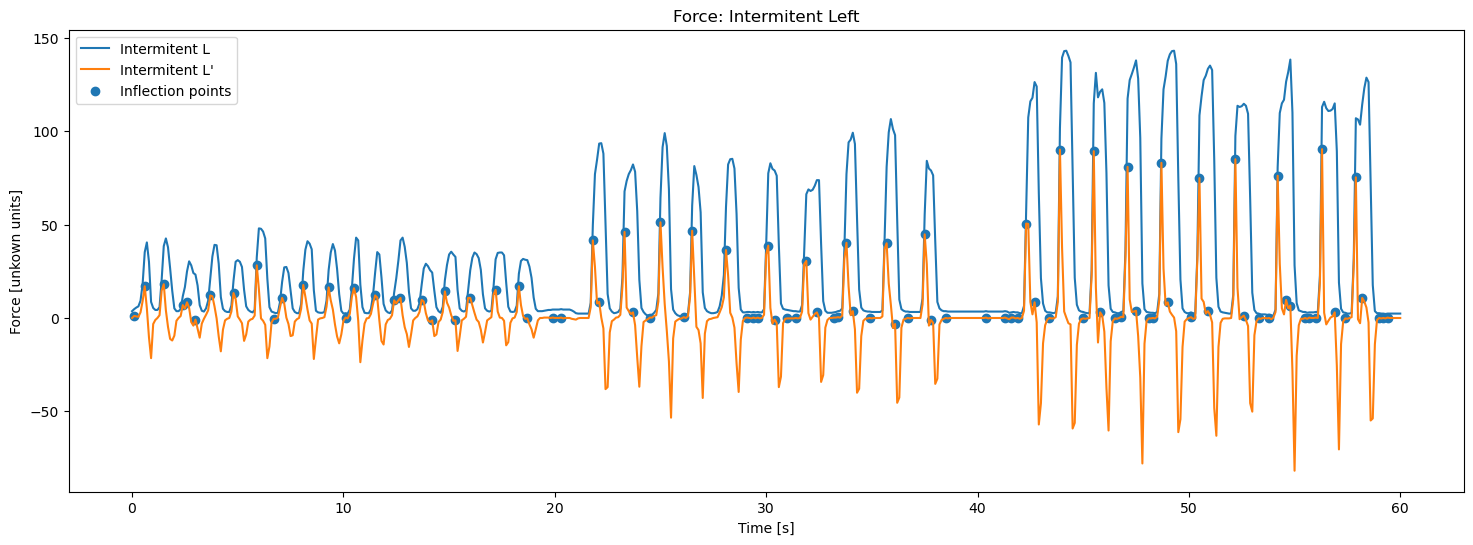 Force: Intermitent Left
Intermitent L
Intermitent L'
Inflection points
Force [unkown units]
150
100
50
0
−50
0 10 20 30 40 50 60
Time [s]